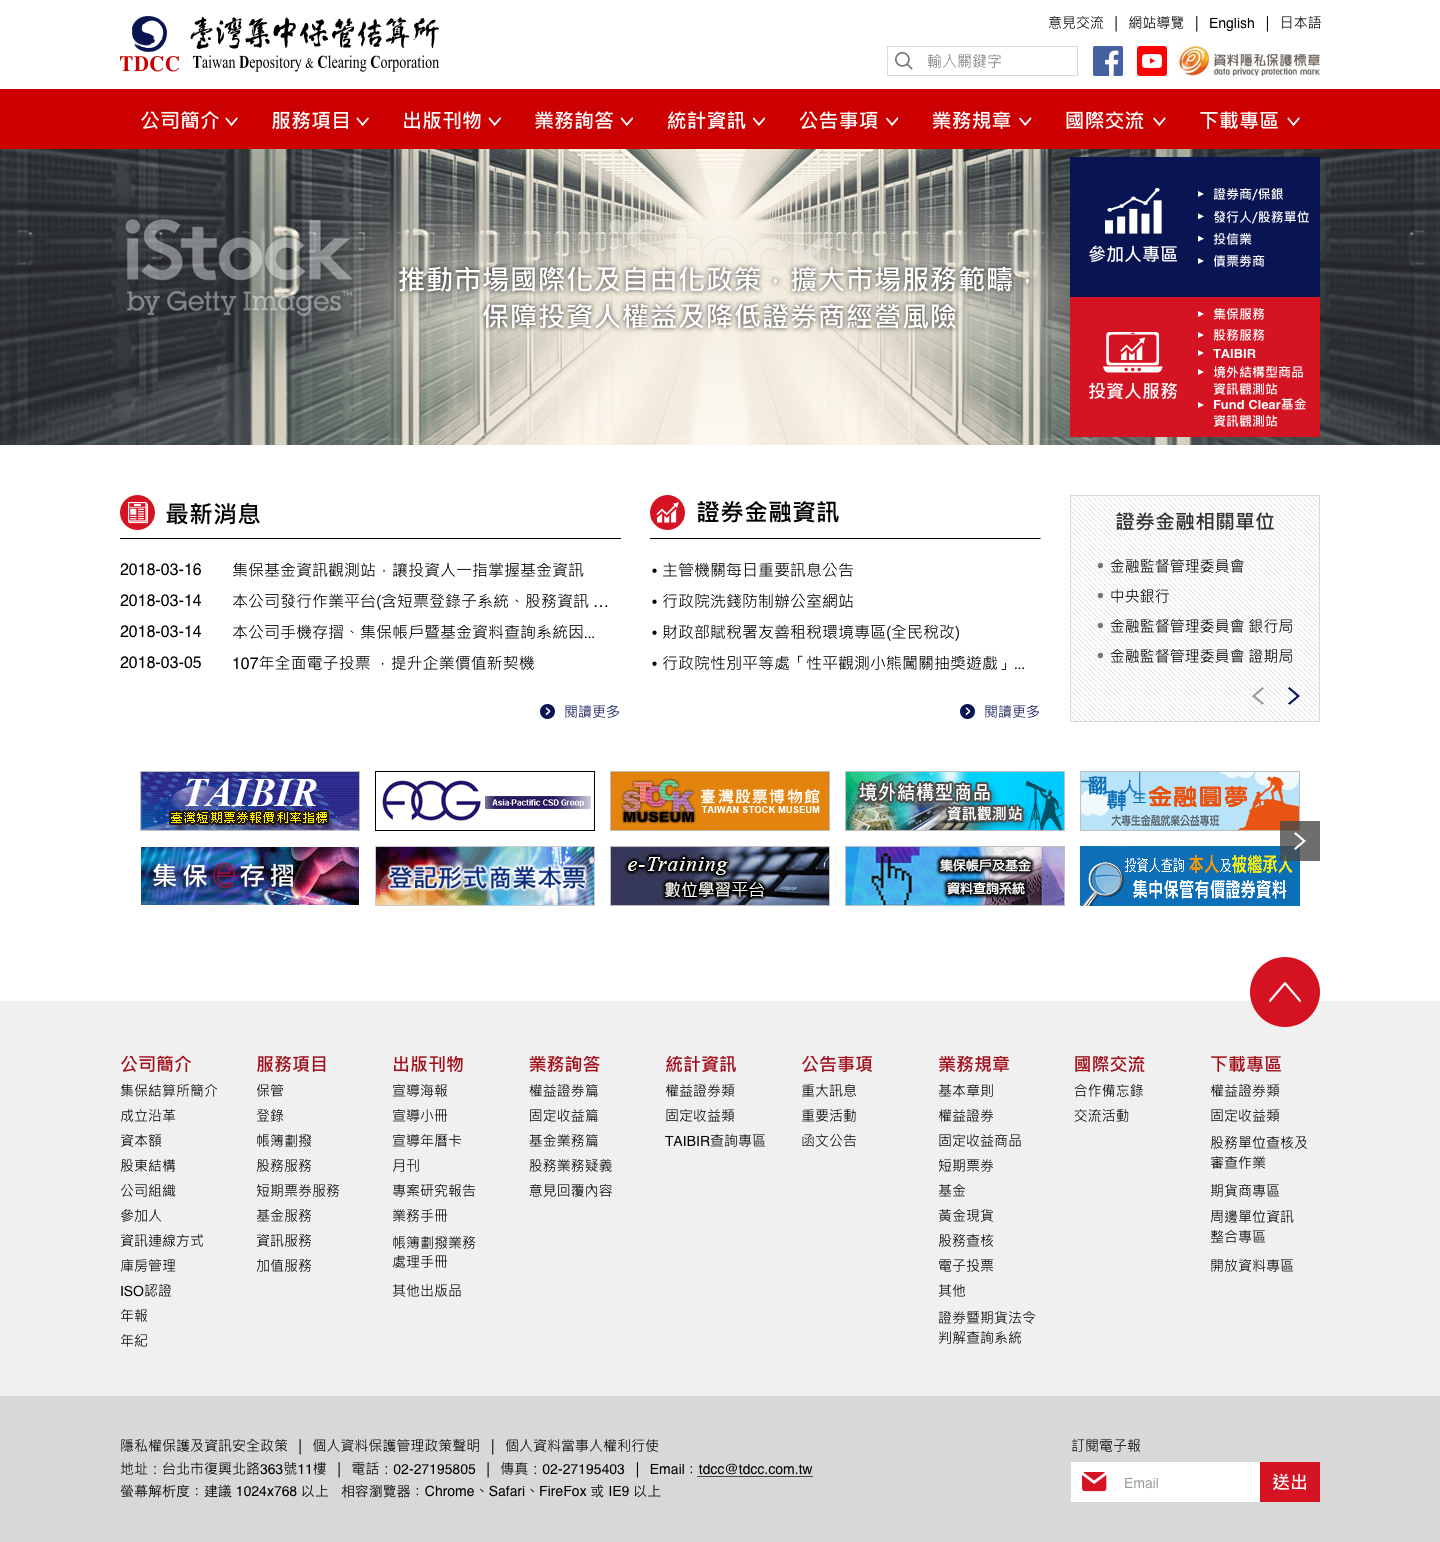 臺灣集中保管結算所
TDCC Taiwan Depository & Clearing Corporation
意見交流 | 網站導覽 | English | 日本語
輸入關鍵字
資料隱私保護標章
data privacy protection mark
公司簡介 服務項目 出版刊物 業務詢答 統計資訊 公告事項 業務規章 國際交流 下載專區
iStock
by Getty Images™
推動市場國際化及自由化政策，擴大市場服務範疇，
保障投資人權益及降低證券商經營風險
參加人專區
證券商/保銀
發行人/股務單位
投信業
債票券商
投資人服務
集保服務
股務服務
TAIBIR
境外結構型商品
資訊觀測站
Fund Clear基金
資訊觀測站
最新消息
2018-03-16 集保基金資訊觀測站，讓投資人一指掌握基金資訊
2018-03-14 本公司發行作業平台(含短票登錄子系統、股務資訊 ...
2018-03-14 本公司手機存摺、集保帳戶暨基金資料查詢系統因...
2018-03-05 107年全面電子投票 ，提升企業價值新契機
閱讀更多
證券金融資訊
• 主管機關每日重要訊息公告
• 行政院洗錢防制辦公室網站
• 財政部賦稅署友善租稅環境專區(全民稅改)
• 行政院性別平等處「性平觀測小熊闖關抽獎遊戲」...
閱讀更多
證券金融相關單位
金融監督管理委員會
中央銀行
金融監督管理委員會 銀行局
金融監督管理委員會 證期局
TAIBIR
臺灣短期票券報價利率指標
ACG Asia-Pactific CSD Groop
STOCK MUSEUM 臺灣股票博物館
TAIWAN STOCK MUSEUM
境外結構型商品
資訊觀測站
翻轉人生 金融圓夢
大專生金融就業公益專班
集保e存摺
登記形式商業本票
e-Training
數位學習平台
集保帳戶及基金
資料查詢系統
投資人查詢 本人及被繼承人
集中保管有價證券資料
公司簡介
集保結算所簡介
成立沿革
資本額
股東結構
公司組織
參加人
資訊連線方式
庫房管理
ISO認證
年報
年紀
服務項目
保管
登錄
帳簿劃撥
股務服務
短期票券服務
基金服務
資訊服務
加值服務
出版刊物
宣導海報
宣導小冊
宣導年曆卡
月刊
專案研究報告
業務手冊
帳簿劃撥業務
處理手冊
其他出版品
業務詢答
權益證券篇
固定收益篇
基金業務篇
股務業務疑義
意見回覆內容
統計資訊
權益證券類
固定收益類
TAIBIR查詢專區
公告事項
重大訊息
重要活動
函文公告
業務規章
基本章則
權益證券
固定收益商品
短期票券
基金
黃金現貨
股務查核
電子投票
其他
證券暨期貨法令
判解查詢系統
國際交流
合作備忘錄
交流活動
下載專區
權益證券類
固定收益類
股務單位查核及
審查作業
期貨商專區
周邊單位資訊
整合專區
開放資料專區
隱私權保護及資訊安全政策 | 個人資料保護管理政策聲明 | 個人資料當事人權利行使
地址：台北市復興北路363號11樓 | 電話：02-27195805 | 傳真：02-27195403 | Email：tdcc@tdcc.com.tw
螢幕解析度：建議 1024x768 以上 相容瀏覽器：Chrome、Safari、FireFox 或 IE9 以上
訂閱電子報
Email 送出